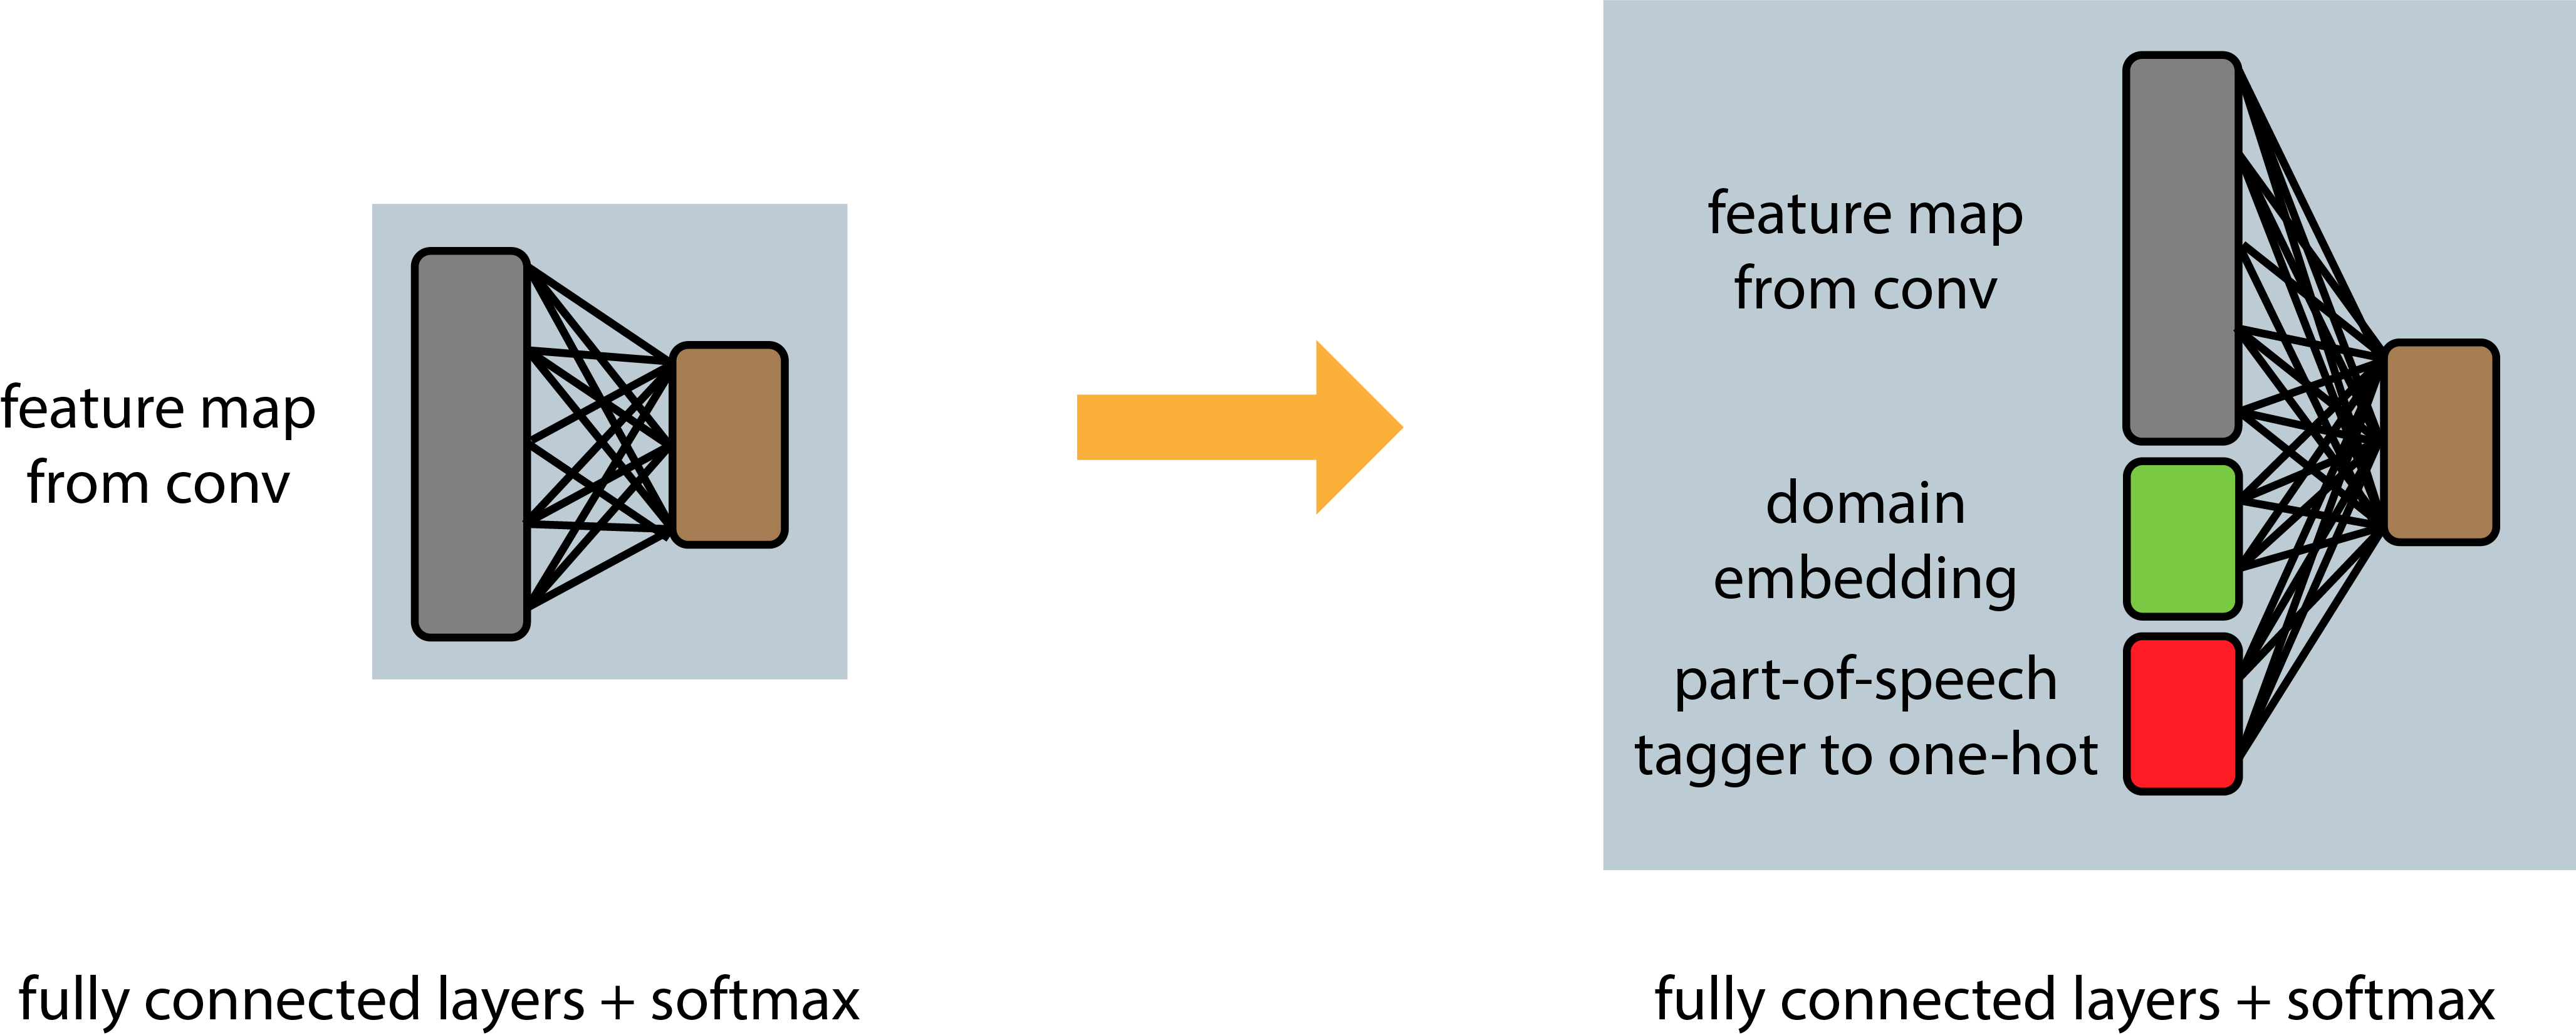 feature map
from conv
fully connected layers + softmax
feature map
from conv
domain
embedding
part-of-speech
tagger to one-hot
fully connected layers + softmax